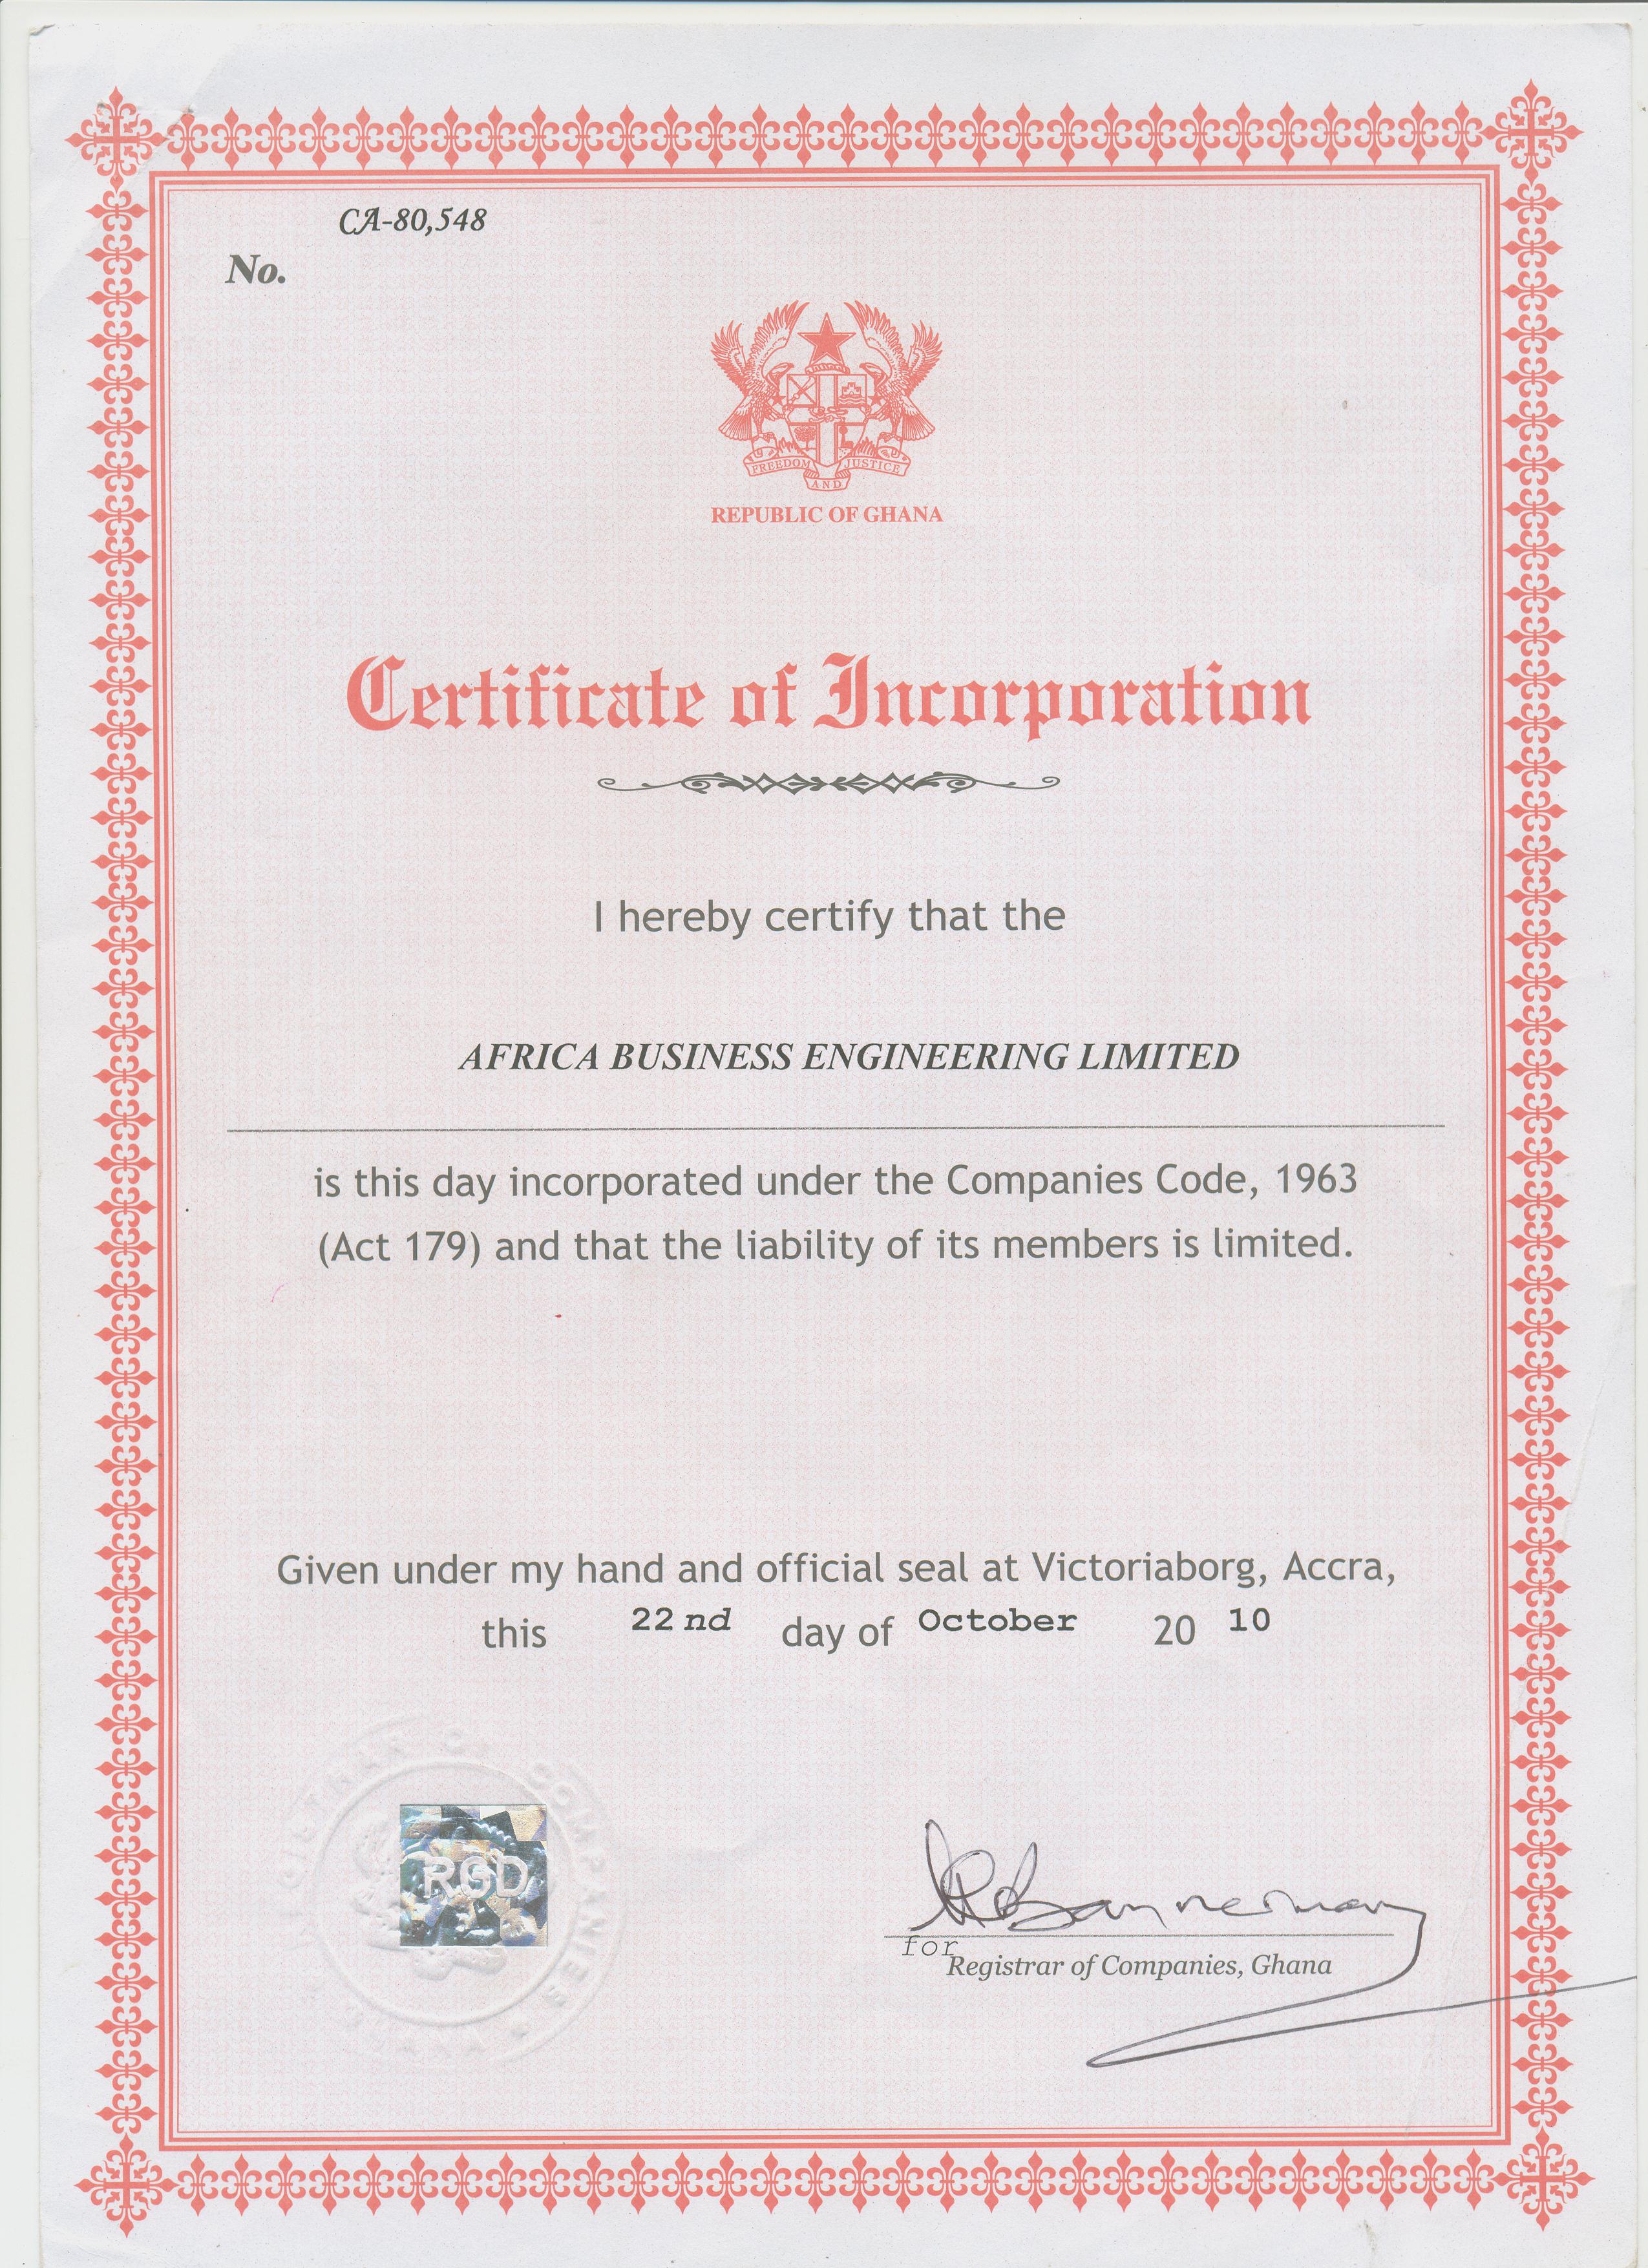 CA-80,548
No.
FREEDOM AND JUSTICE
REPUBLIC OF GHANA
Certificate of Incorporation
I hereby certify that the
AFRICA BUSINESS ENGINEERING LIMITED
is this day incorporated under the Companies Code, 1963
(Act 179) and that the liability of its members is limited.
Given under my hand and official seal at Victoriaborg, Accra,
this 22nd day of October 20 10
REGISTRAR OF COMPANIES
GHANA
RGD
Bannerman
for
Registrar of Companies, Ghana